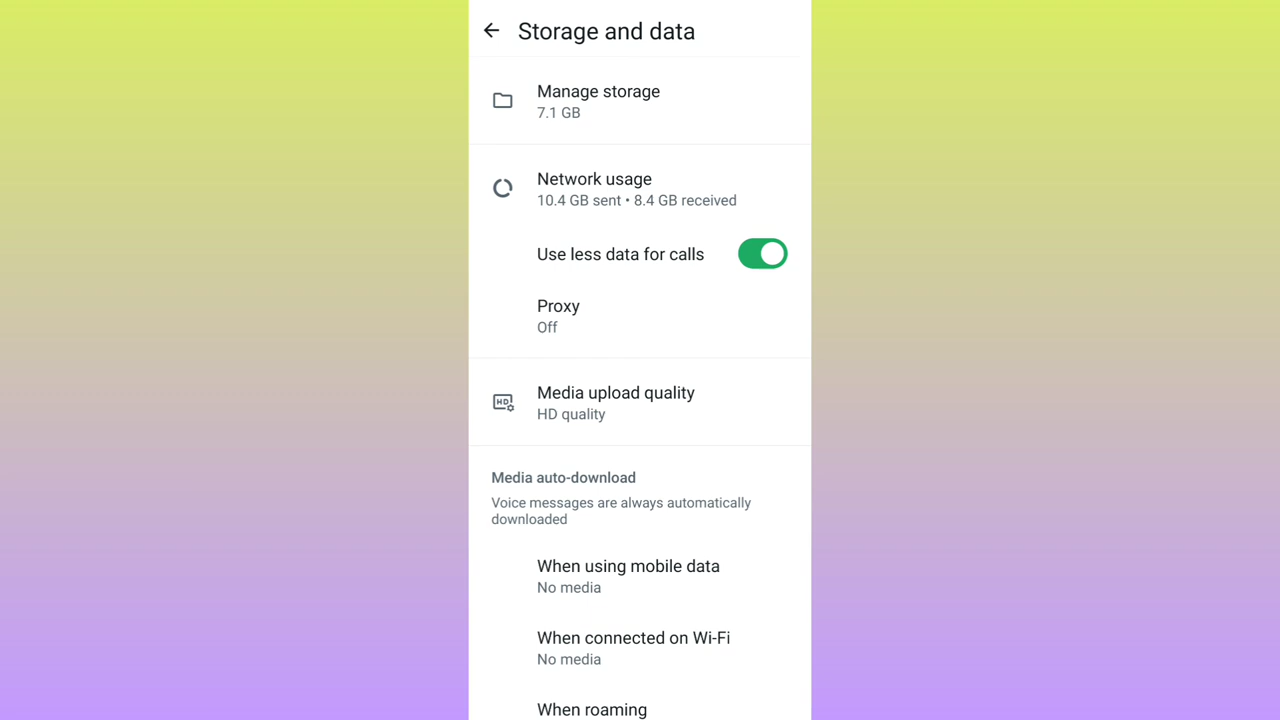 Storage and data
Manage storage
7.1 GB
Network usage
10.4 GB sent • 8.4 GB received
Use less data for calls
Proxy
Off
HD
Media upload quality
HD quality
Media auto-download
Voice messages are always automatically
downloaded
When using mobile data
No media
When connected on Wi-Fi
No media
When roaming